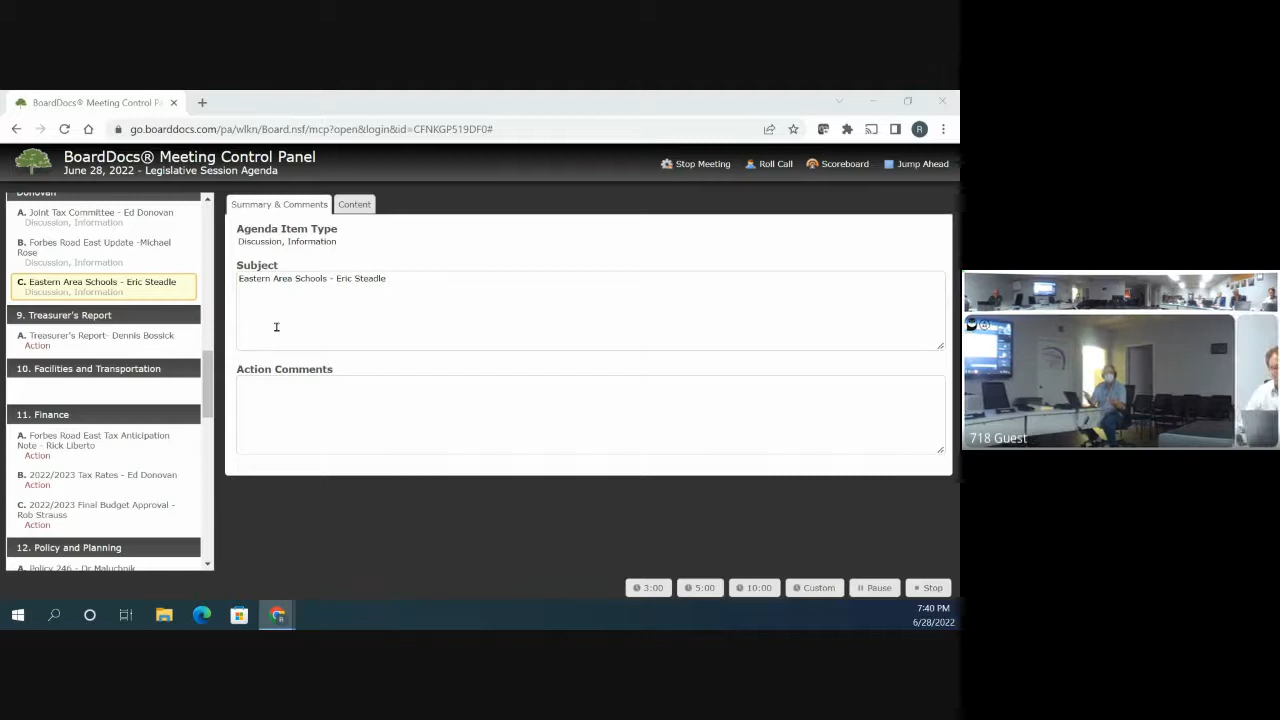 BoardDocs® Meeting Control Pa
go.boarddocs.com/pa/wlkn/Board.nsf/mcp?open&login&id=CFNKGP519DF0#
R
BoardDocs® Meeting Control Panel
June 28, 2022 - Legislative Session Agenda
Stop Meeting
Roll Call
Scoreboard
Jump Ahead
Donovan
A. Joint Tax Committee - Ed Donovan
Discussion, Information
B. Forbes Road East Update -Michael
Rose
Discussion, Information
C. Eastern Area Schools - Eric Steadle
Discussion, Information
9. Treasurer's Report
A. Treasurer's Report- Dennis Bossick
Action
10. Facilities and Transportation
11. Finance
A. Forbes Road East Tax Anticipation
Note - Rick Liberto
Action
B. 2022/2023 Tax Rates - Ed Donovan
Action
C. 2022/2023 Final Budget Approval -
Rob Strauss
Action
12. Policy and Planning
A. Policy 246 - Dr Maluchnik
Summary & Comments
Content
Agenda Item Type
Discussion, Information
Subject
Eastern Area Schools - Eric Steadle
Action Comments
3:00
5:00
10:00
Custom
Pause
Stop
7:40 PM
6/28/2022
718 Guest